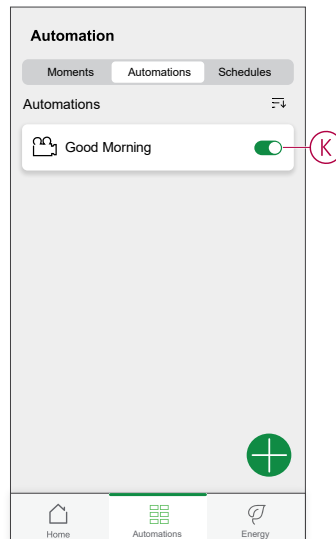 Automation
Moments Automations Schedules
Automations
Good Morning
K
Home Automations Energy